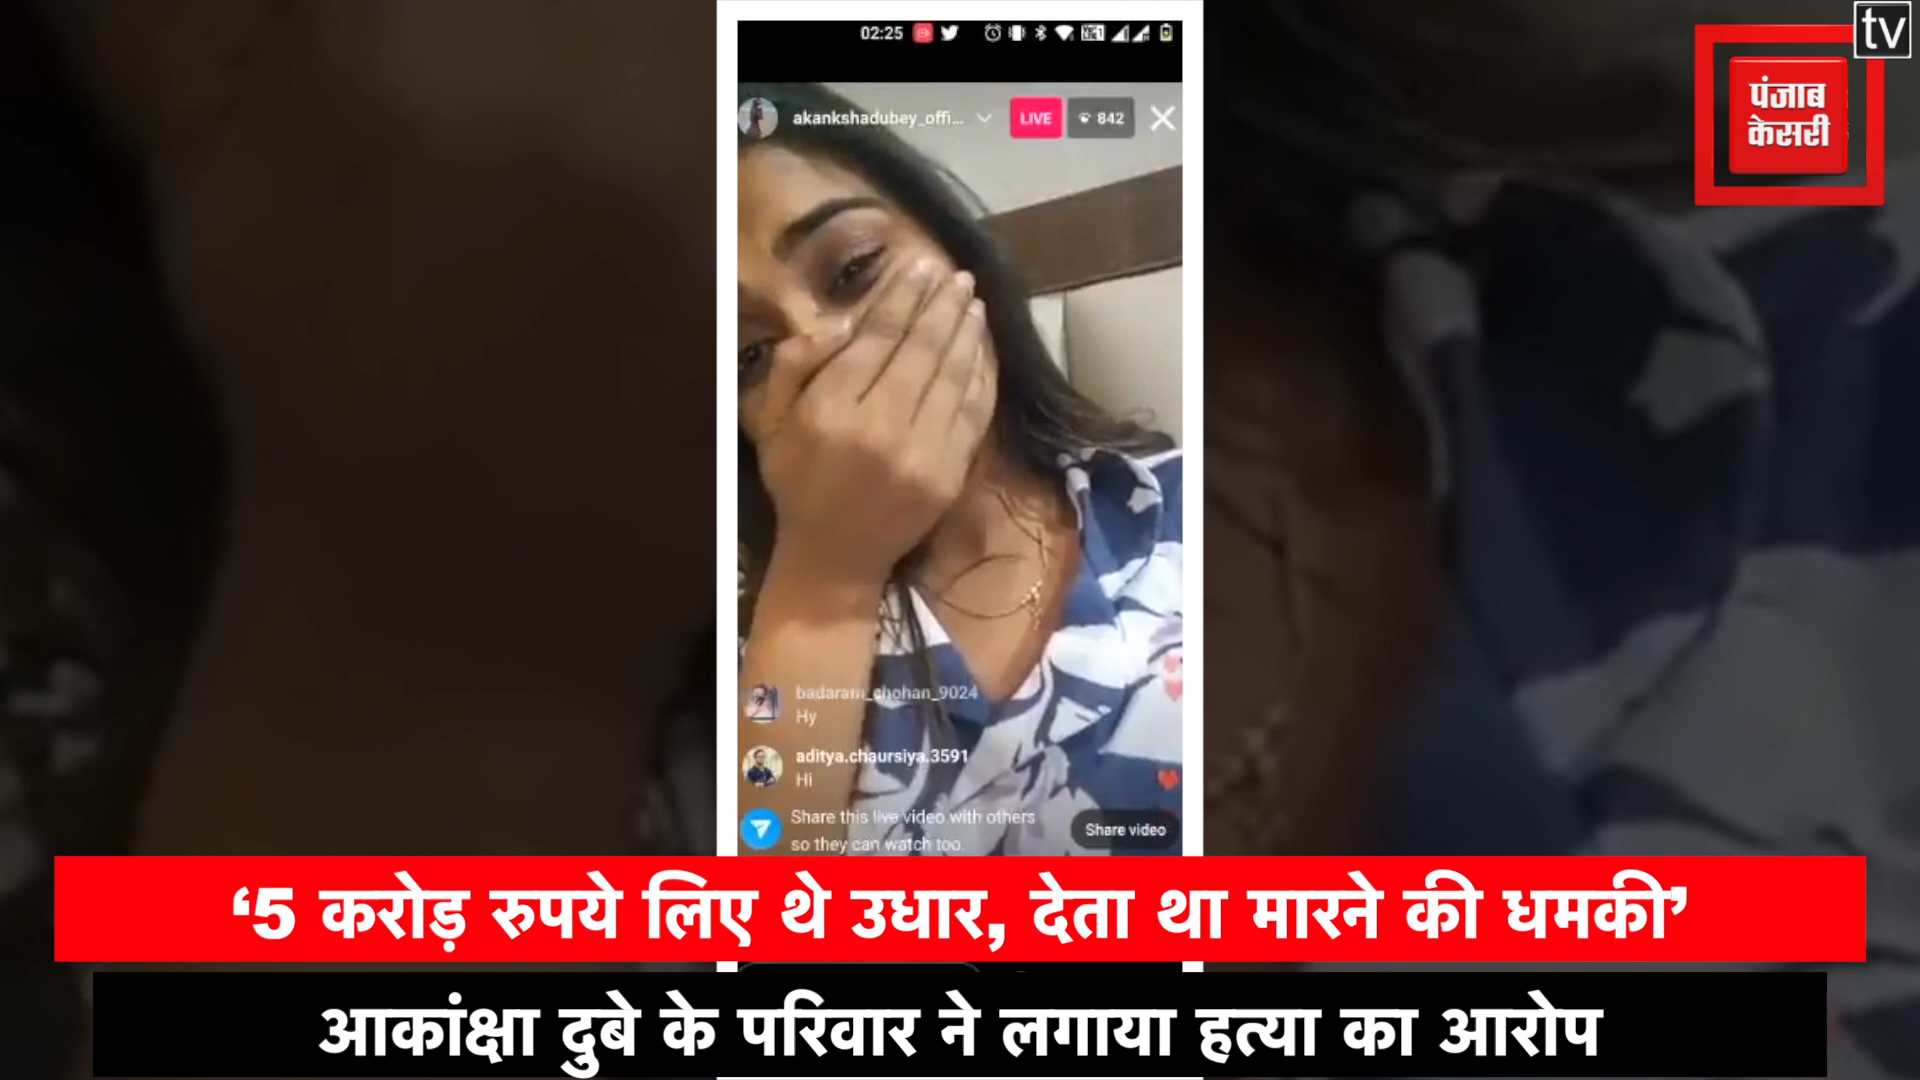 tv
02:25
पंजाब
केसरी
akankshadubey_offi... LIVE 842
badaram_chohan_9024
Hy
aditya.chaursiya.3591
Hi
Share this live video with others
so they can watch too.
Share video
‘5 करोड़ रुपये लिए थे उधार, देता था मारने की धमकी’
आकांक्षा दुबे के परिवार ने लगाया हत्या का आरोप